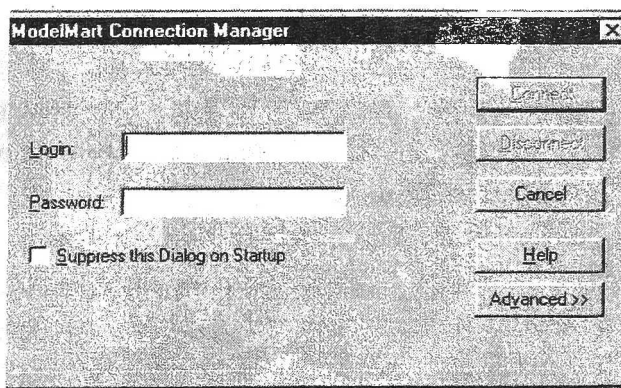 ModelMart Connection Manager
Connect
Login:
Disconnect
Password:
Cancel
Suppress this Dialog on Startup
Help
Advanced >>